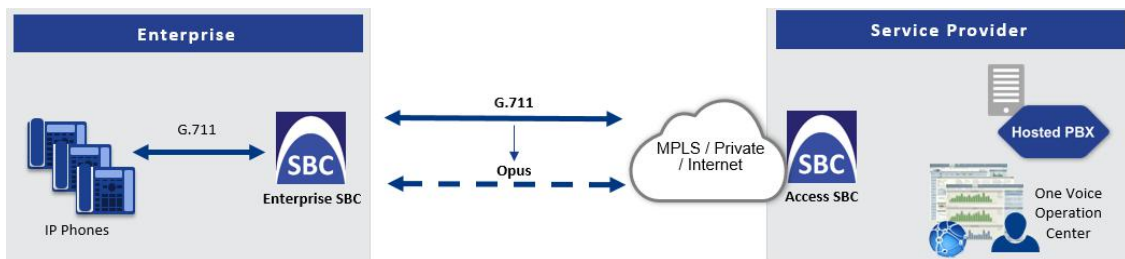 Enterprise
Service Provider
G.711
G.711
Opus
SBC
Enterprise SBC
IP Phones
MPLS / Private
/ Internet
SBC
Access SBC
Hosted PBX
One Voice
Operation
Center